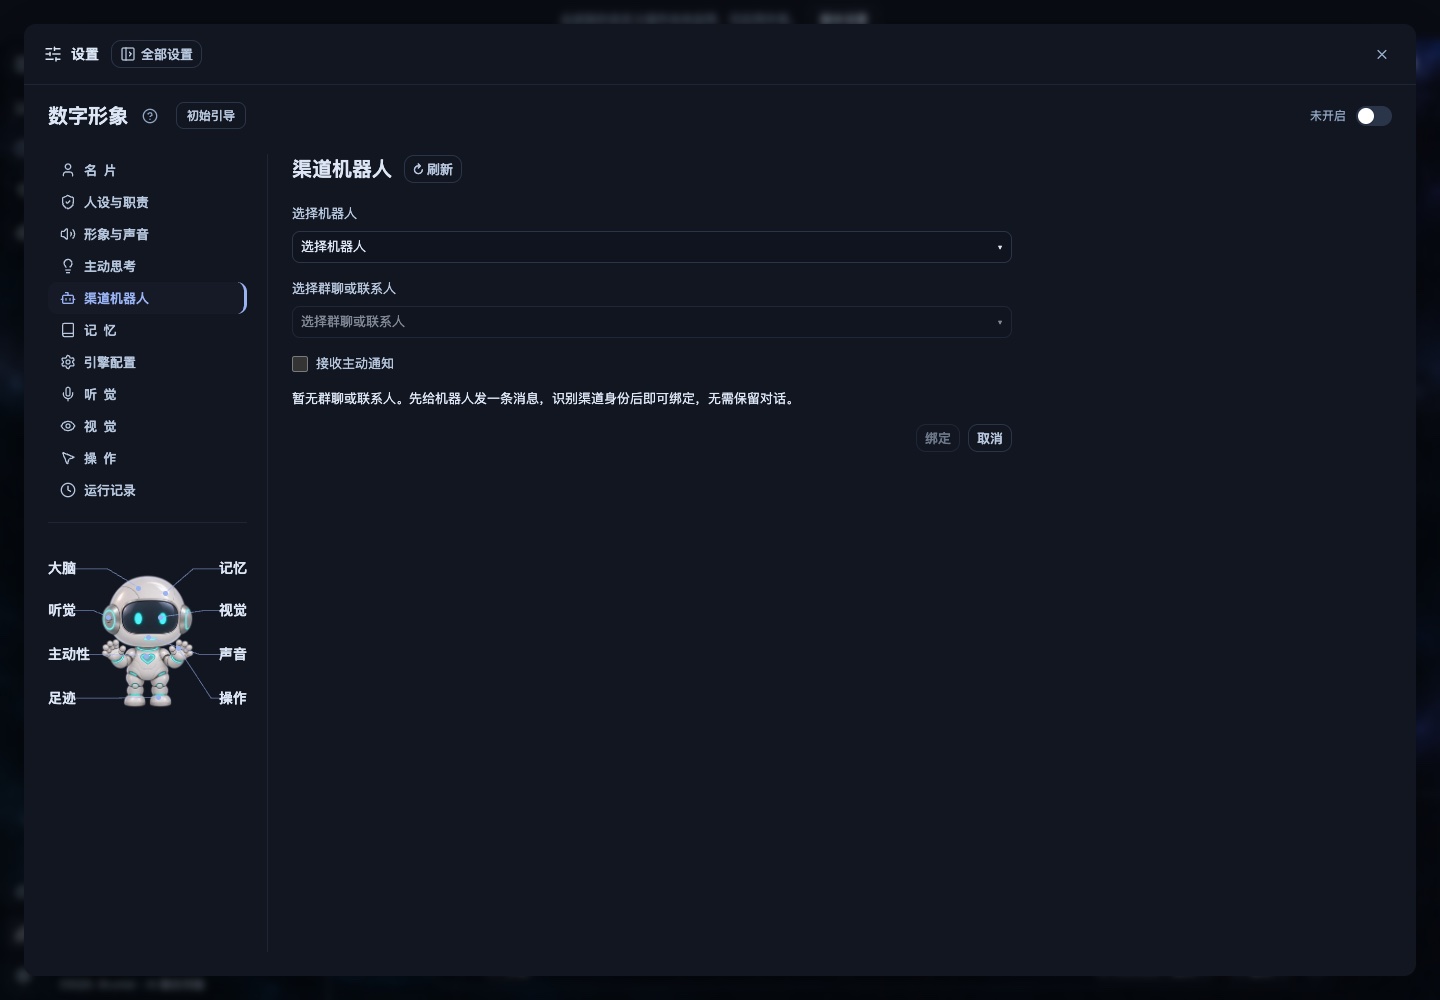 设置
全部设置
数字形象
初始引导
未开启
名 片
人设与职责
形象与声音
主动思考
渠道机器人
记 忆
引擎配置
听 觉
视 觉
操 作
运行记录
大脑
记忆
听觉
视觉
主动性
声音
足迹
操作
渠道机器人
刷新
选择机器人
选择机器人
选择群聊或联系人
选择群聊或联系人
接收主动通知
暂无群聊或联系人。先给机器人发一条消息，识别渠道身份后即可绑定，无需保留对话。
绑定
取消